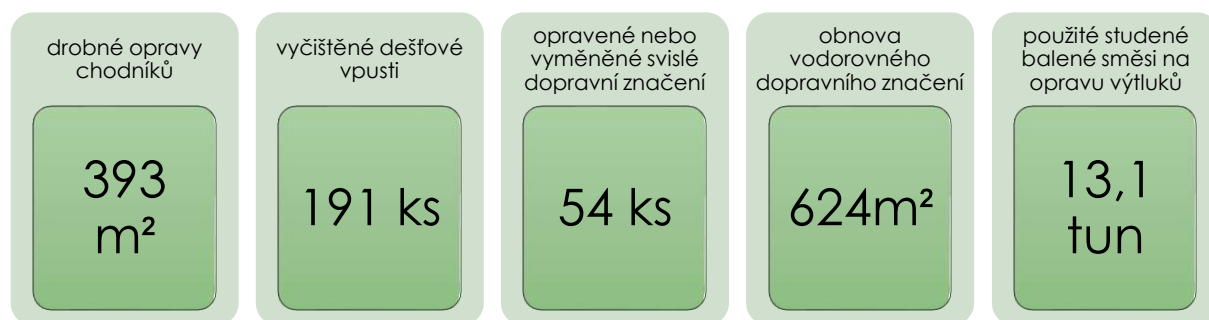 drobné opravy
chodníků
393
m²
vyčištěné dešťové
vpusti
191 ks
opravené nebo
vyměněné svislé
dopravní značení
54 ks
obnova
vodorovného
dopravního značení
624m²
použité studené
balené směsi na
opravu výtluků
13,1
tun